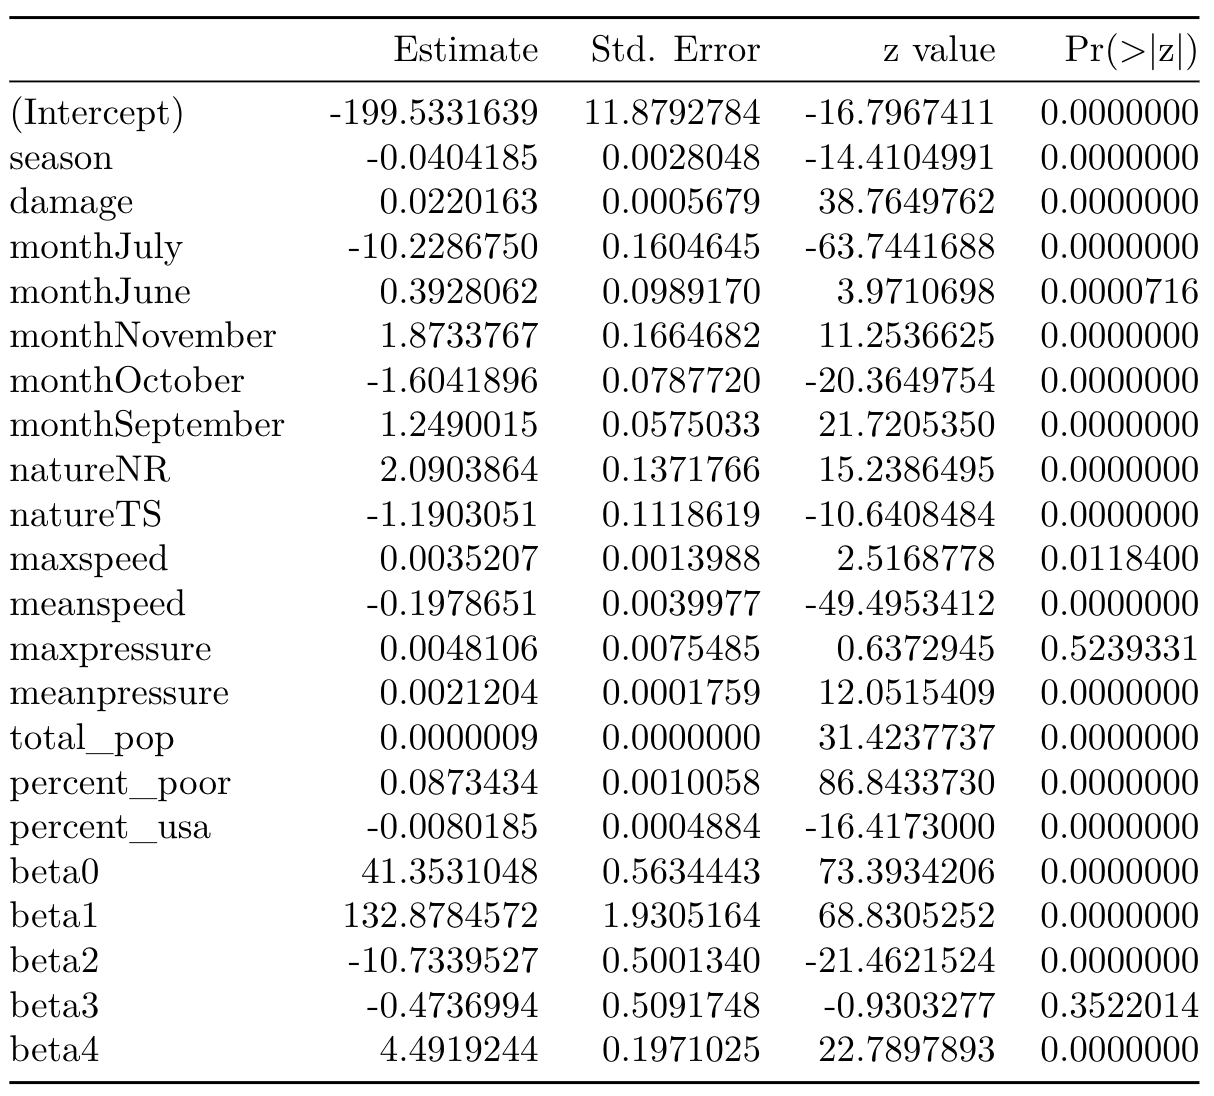 Estimate Std. Error z value Pr(>|z|)
(Intercept) -199.5331639 11.8792784 -16.7967411 0.0000000
season -0.0404185 0.0028048 -14.4104991 0.0000000
damage 0.0220163 0.0005679 38.7649762 0.0000000
monthJuly -10.2286750 0.1604645 -63.7441688 0.0000000
monthJune 0.3928062 0.0989170 3.9710698 0.0000716
monthNovember 1.8733767 0.1664682 11.2536625 0.0000000
monthOctober -1.6041896 0.0787720 -20.3649754 0.0000000
monthSeptember 1.2490015 0.0575033 21.7205350 0.0000000
natureNR 2.0903864 0.1371766 15.2386495 0.0000000
natureTS -1.1903051 0.1118619 -10.6408484 0.0000000
maxspeed 0.0035207 0.0013988 2.5168778 0.0118400
meanspeed -0.1978651 0.0039977 -49.4953412 0.0000000
maxpressure 0.0048106 0.0075485 0.6372945 0.5239331
meanpressure 0.0021204 0.0001759 12.0515409 0.0000000
total_pop 0.0000009 0.0000000 31.4237737 0.0000000
percent_poor 0.0873434 0.0010058 86.8433730 0.0000000
percent_usa -0.0080185 0.0004884 -16.4173000 0.0000000
beta0 41.3531048 0.5634443 73.3934206 0.0000000
beta1 132.8784572 1.9305164 68.8305252 0.0000000
beta2 -10.7339527 0.5001340 -21.4621524 0.0000000
beta3 -0.4736994 0.5091748 -0.9303277 0.3522014
beta4 4.4919244 0.1971025 22.7897893 0.0000000